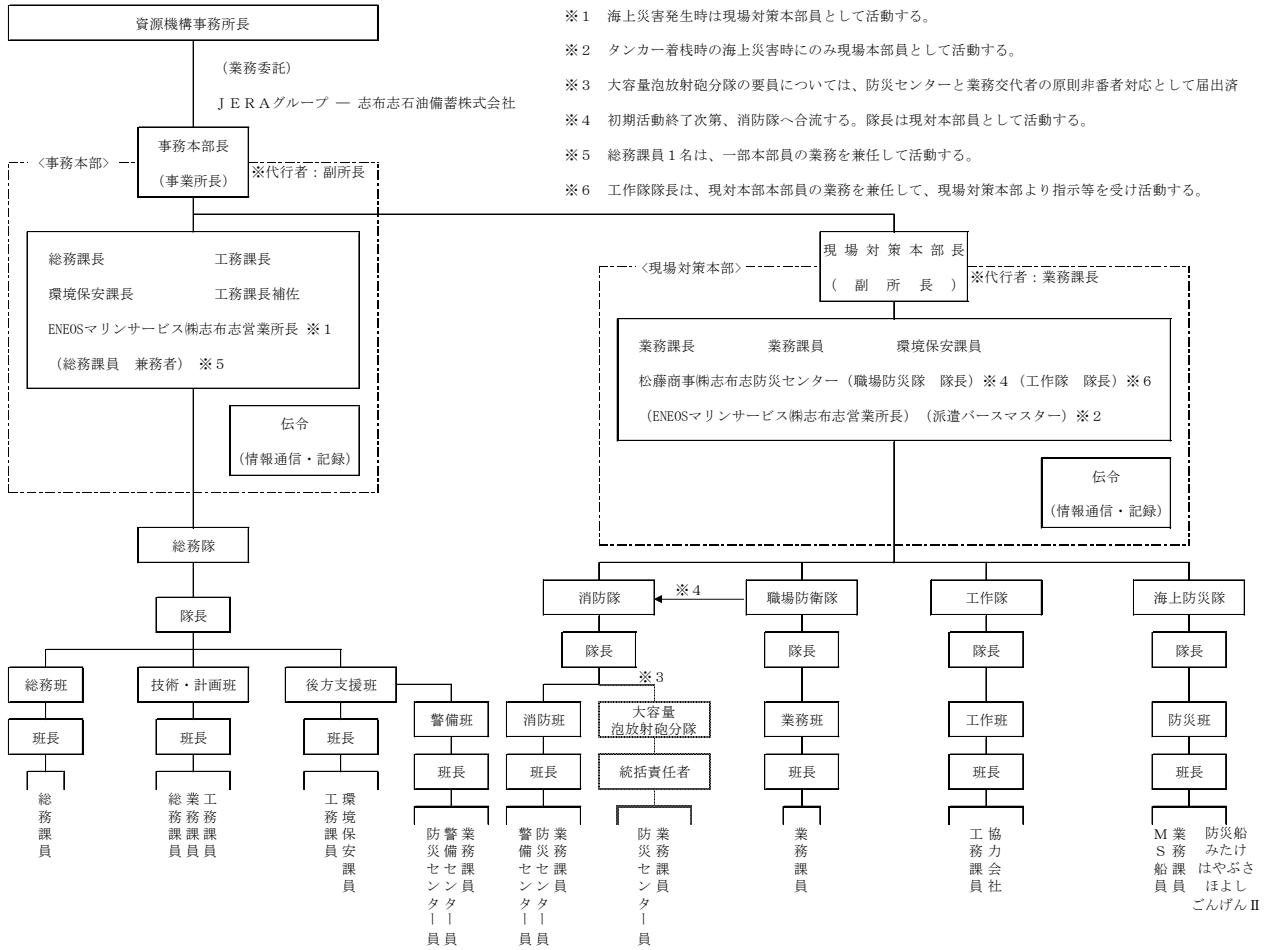 資源機構事務所長
(業務委託)
ＪＥＲＡグループ ― 志布志石油備蓄株式会社
※１ 海上災害発生時は現場対策本部員として活動する。
※２ タンカー着桟時の海上災害時にのみ現場本部員として活動する。
※３ 大容量泡放射砲分隊の要員については、防災センターと業務交代者の原則非番者対応として届出済
※４ 初期活動終了次第、消防隊へ合流する。隊長は現対本部員として活動する。
※５ 総務課員１名は、一部本部員の業務を兼任して活動する。
※６ 工作隊隊長は、現対本部本部員の業務を兼任して、現場対策本部より指示等を受け活動する。
〈事務本部〉
事務本部長
(事業所長)
※代行者：副所長
総務課長 工務課長
環境保安課長 工務課長補佐
ENEOSマリンサービス㈱志布志営業所長 ※１
(総務課員 兼務者) ※５
伝令
(情報通信・記録)
〈現場対策本部〉
現場対策本部長
(副所長)
※代行者：業務課長
業務課長 業務課員 環境保安課員
松藤商事㈱志布志防災センター (職場防災隊 隊長)※４ (工作隊 隊長)※６
(ENEOSマリンサービス㈱志布志営業所長) (派遣バースマスター)※２
伝令
(情報通信・記録)
総務隊
隊長
総務班
技術・計画班
後方支援班
警備班
班長
班長
班長
班長
総務課員
工務課員
業務課員
総務課員
環境保安課員
工務課員
業務課員
警備センター員
防災センター員
消防隊
※４
職場防衛隊
工作隊
海上防災隊
隊長
隊長
隊長
隊長
※３
消防班
大容量
泡放射砲分隊
業務班
工作班
防災班
班長
統括責任者
班長
班長
班長
業務課員
防災センター員
警備センター員
業務課員
防災センター員
業務課員
協力会社
工務課員
業務課員
ＭＳ船員
防災船
みたけ
はやぶさ
ほよし
ごんげんⅡ